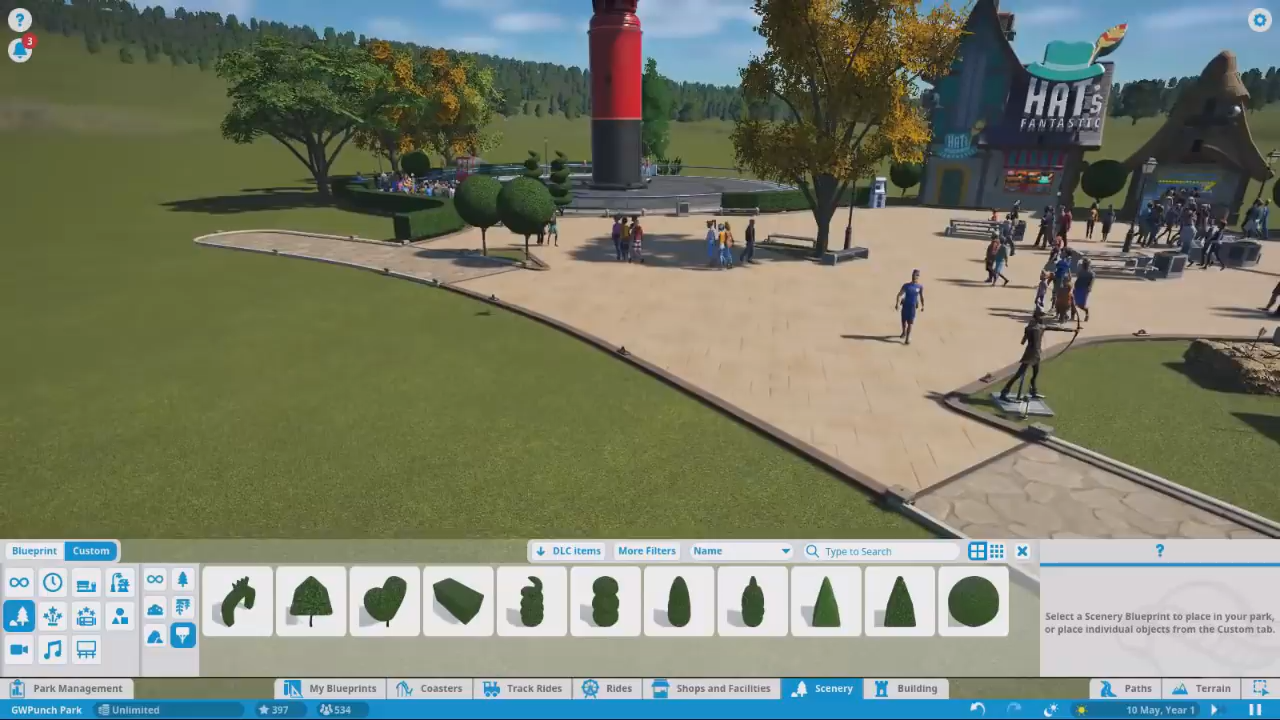 ?
3
HATs
FANTASTIC
HATs
Blueprint
Custom
DLC items
More Filters
Name
Type to Search
?
Select a Scenery Blueprint to place in your park,
or place individual objects from the Custom tab.
Park Management
My Blueprints
Coasters
Track Rides
Rides
Shops and Facilities
Scenery
Building
Paths
Terrain
GWPunch Park
Unlimited
397
534
10 May, Year 1